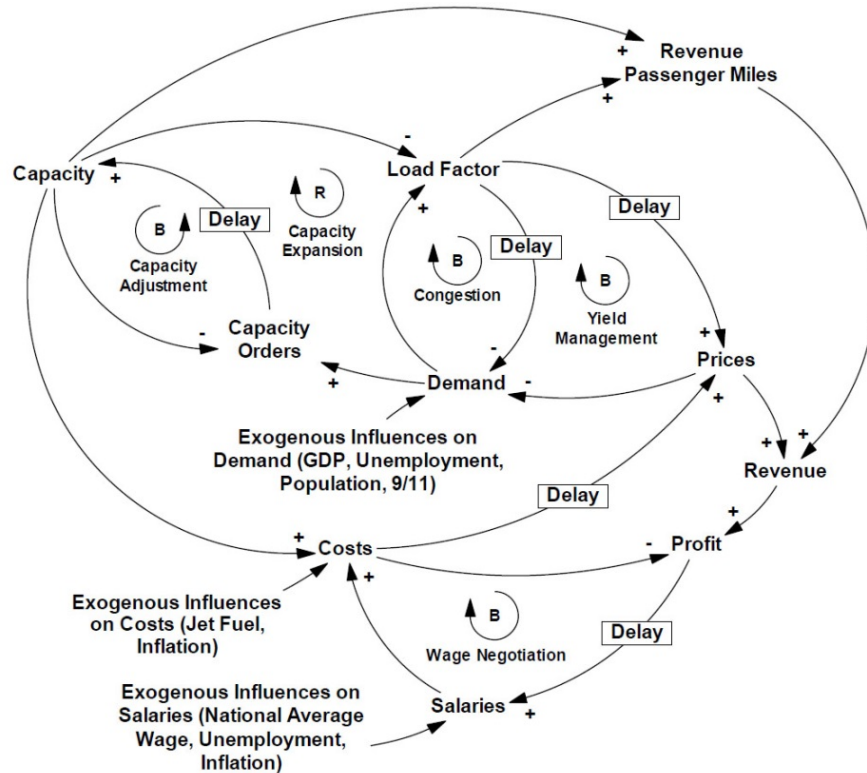 +
Revenue
Passenger Miles
+
-
Capacity
+
Load Factor
+
R
Capacity
Expansion
B
Capacity
Adjustment
Delay
Delay
Delay
B
Congestion
B
Yield
Management
-
Capacity
Orders
+
-
Demand
-
+
Prices
+
Exogenous Influences on
Demand (GDP, Unemployment,
Population, 9/11)
+
+
Revenue
Delay
+
+
Costs
+
-
Profit
Exogenous Influences
on Costs (Jet Fuel,
Inflation)
B
Wage Negotiation
Delay
Exogenous Influences on
Salaries (National Average
Wage, Unemployment,
Inflation)
Salaries
+